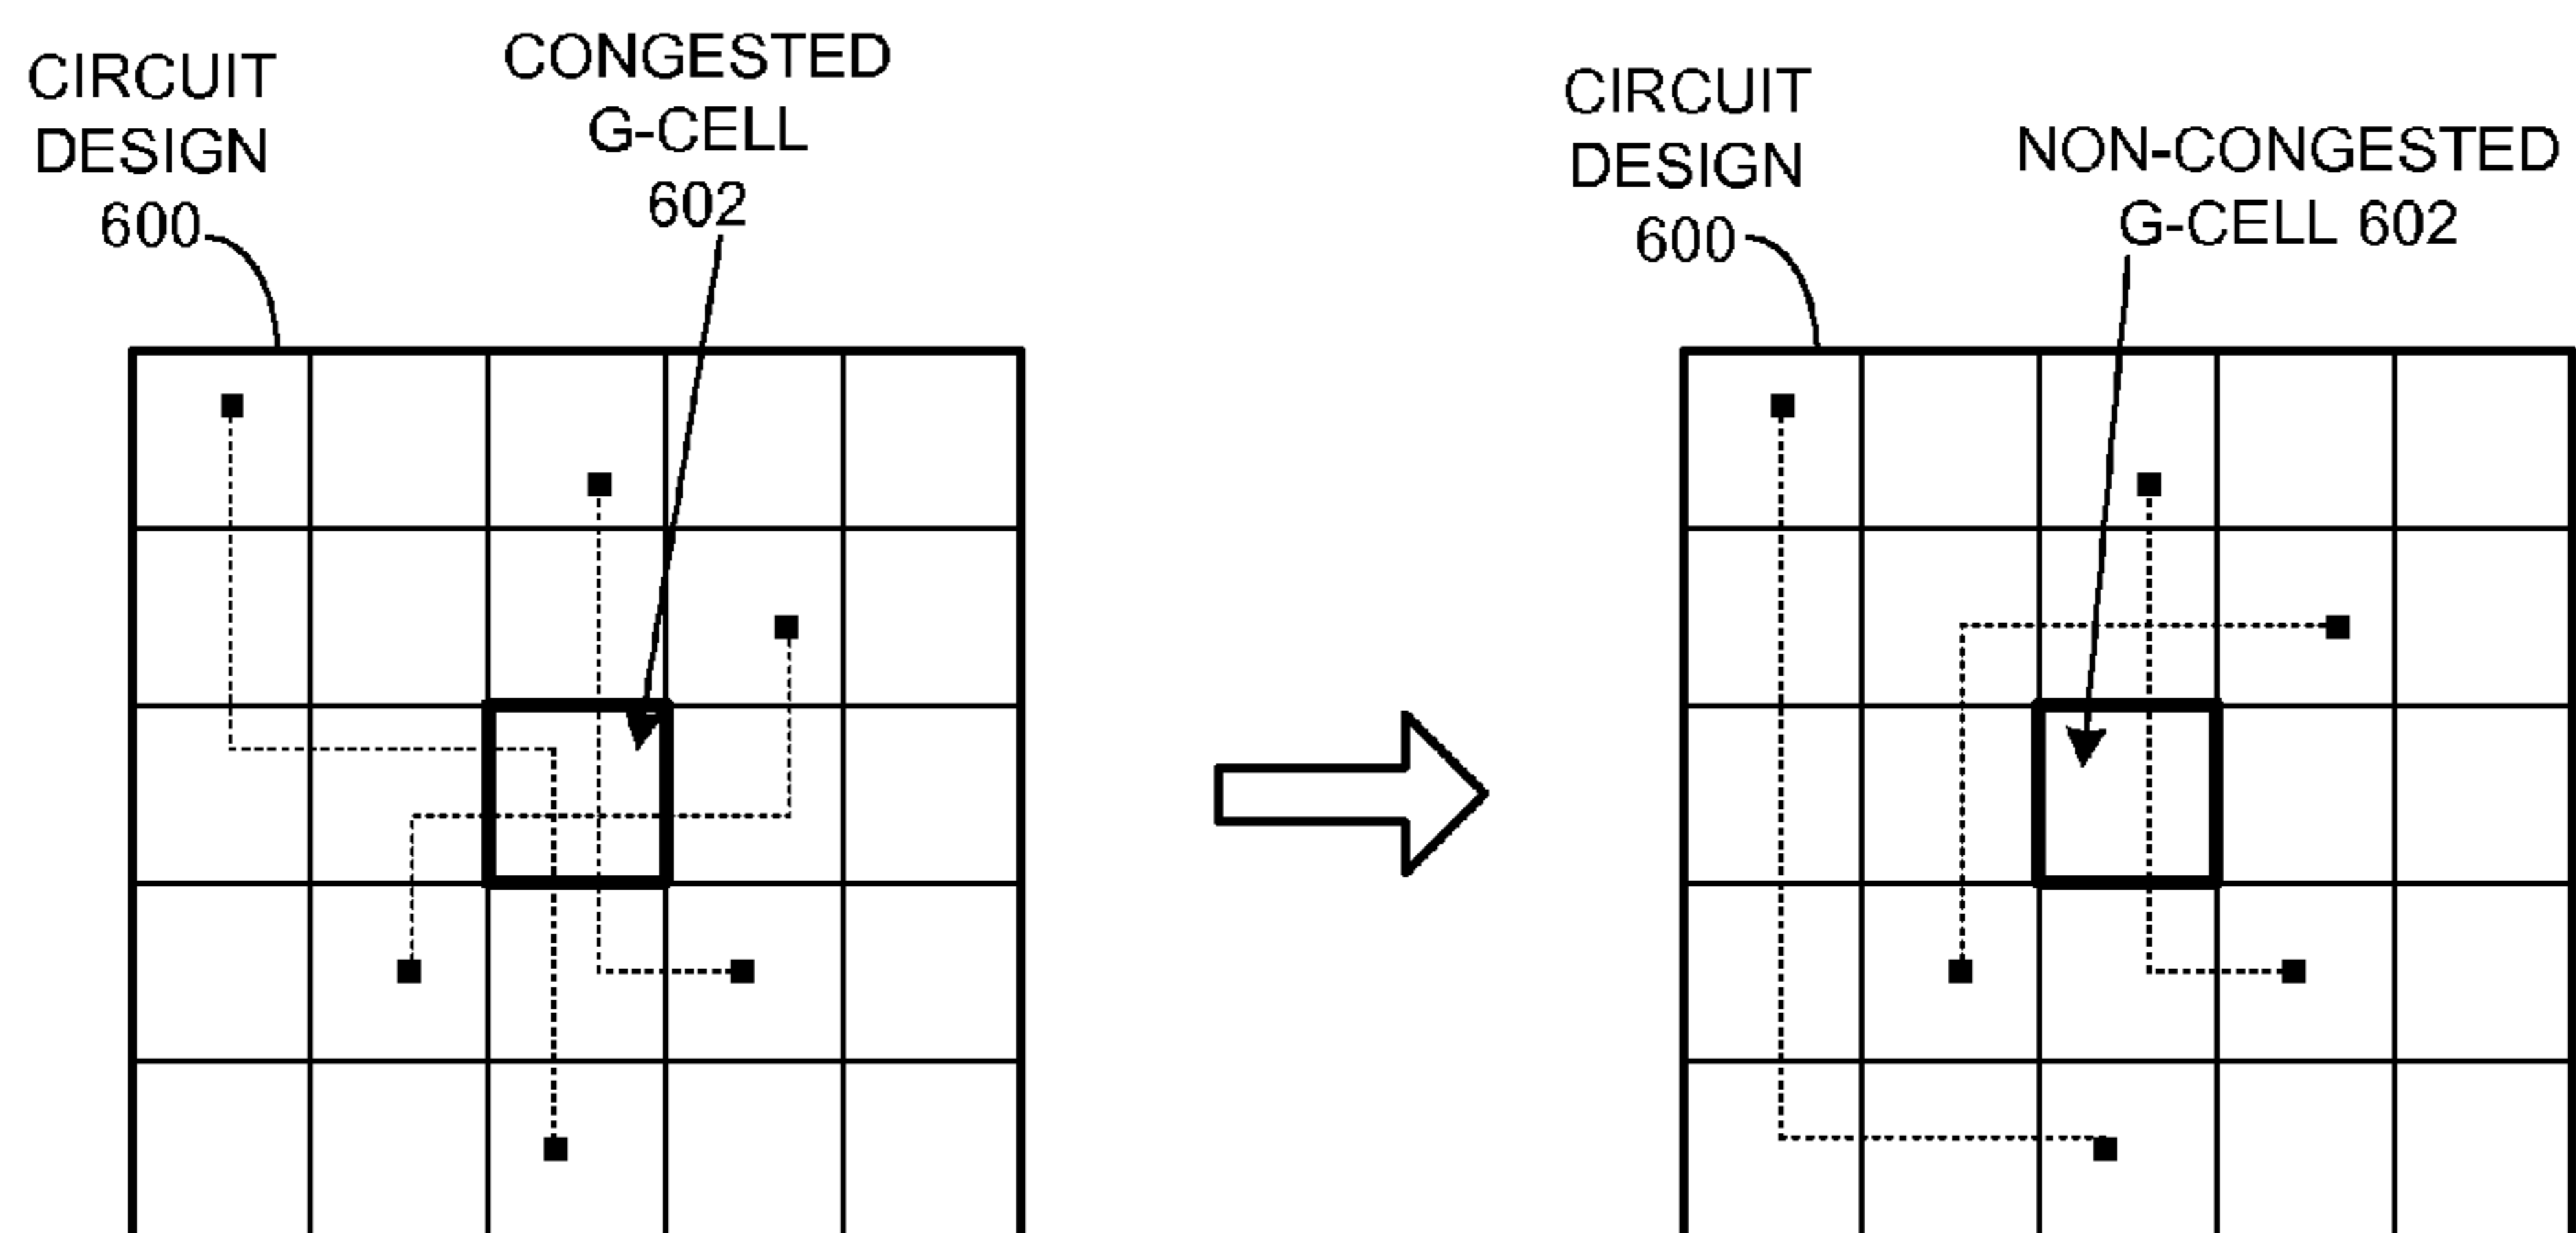 CIRCUIT
DESIGN
600
CONGESTED
G-CELL
602
CIRCUIT
DESIGN
600
NON-CONGESTED
G-CELL 602